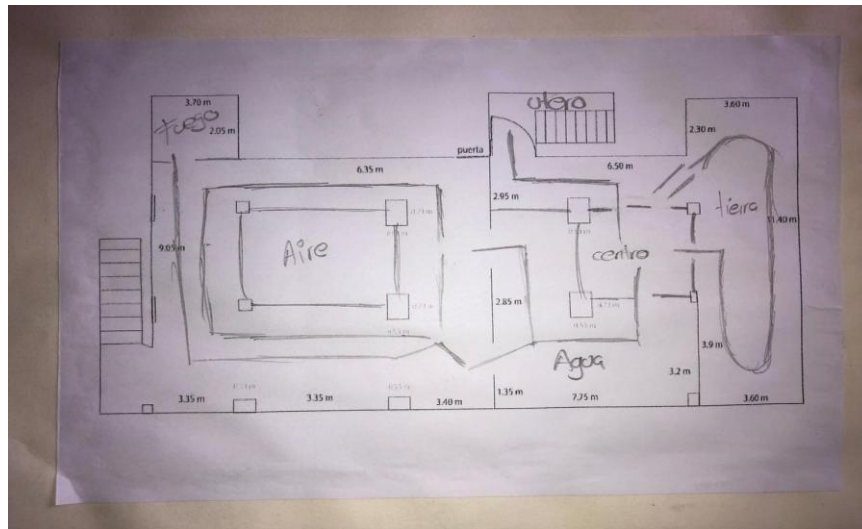 3.70 m
fuego
2.05 m
utero
3.60 m
2.30 m
puerta
6.35 m
6.50 m
2.95 m
tierra
11.40 m
9.05 m
Aire
centro
2.85 m
3.9 m
Agua
3.2 m
3.35 m
3.35 m
3.40 m
1.35 m
7.75 m
3.60 m